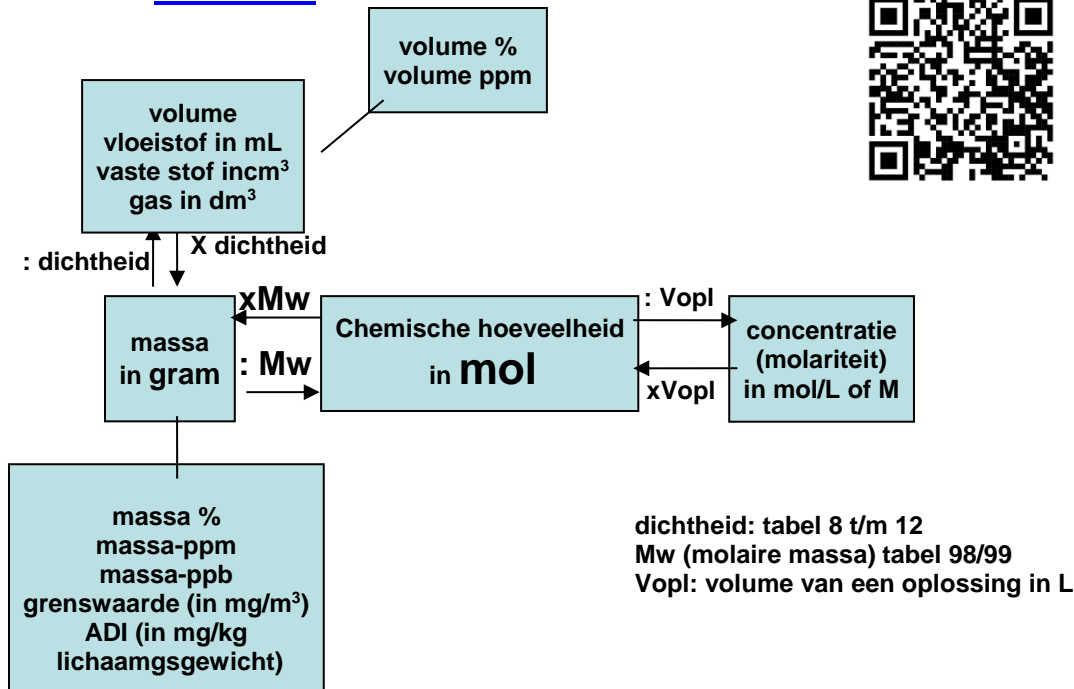 volume %
volume ppm
volume
vloeistof in mL
vaste stof incm³
gas in dm³
: dichtheid
X dichtheid
massa
in gram
xMw
: Mw
Chemische hoeveelheid
in mol
: Vopl
xVopl
concentratie
(molariteit)
in mol/L of M
massa %
massa-ppm
massa-ppb
grenswaarde (in mg/m³)
ADI (in mg/kg
lichaamgsgewicht)
dichtheid: tabel 8 t/m 12
Mw (molaire massa) tabel 98/99
Vopl: volume van een oplossing in L